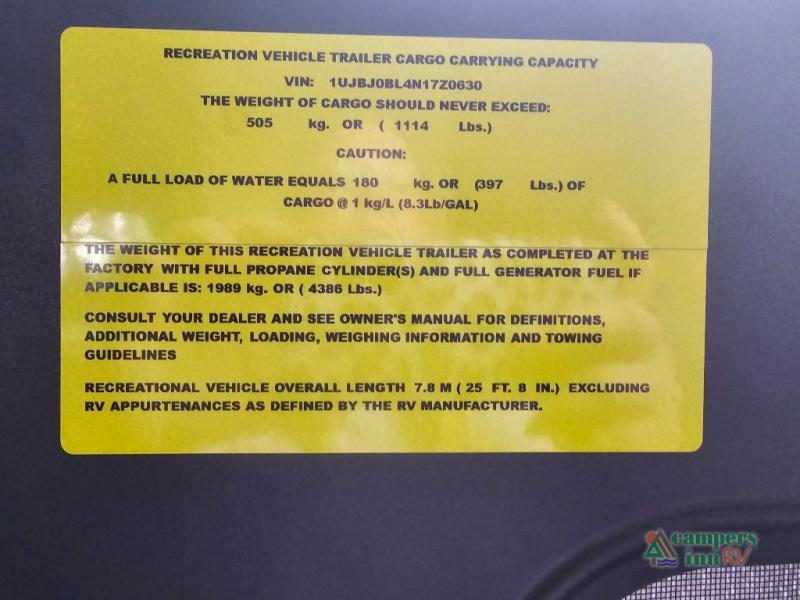 RECREATION VEHICLE TRAILER CARGO CARRYING CAPACITY
VIN: 1UJBJ0BL4N17Z0630
THE WEIGHT OF CARGO SHOULD NEVER EXCEED:
505 kg. OR ( 1114 Lbs.)
CAUTION:
A FULL LOAD OF WATER EQUALS 180 kg. OR (397 Lbs.) OF
CARGO @ 1 kg/L (8.3Lb/GAL)
THE WEIGHT OF THIS RECREATION VEHICLE TRAILER AS COMPLETED AT THE
FACTORY WITH FULL PROPANE CYLINDER(S) AND FULL GENERATOR FUEL IF
APPLICABLE IS: 1989 kg. OR ( 4386 Lbs.)
CONSULT YOUR DEALER AND SEE OWNER'S MANUAL FOR DEFINITIONS,
ADDITIONAL WEIGHT, LOADING, WEIGHING INFORMATION AND TOWING
GUIDELINES
RECREATIONAL VEHICLE OVERALL LENGTH 7.8 M ( 25 FT. 8 IN.) EXCLUDING
RV APPURTENANCES AS DEFINED BY THE RV MANUFACTURER.
campers
inn RV